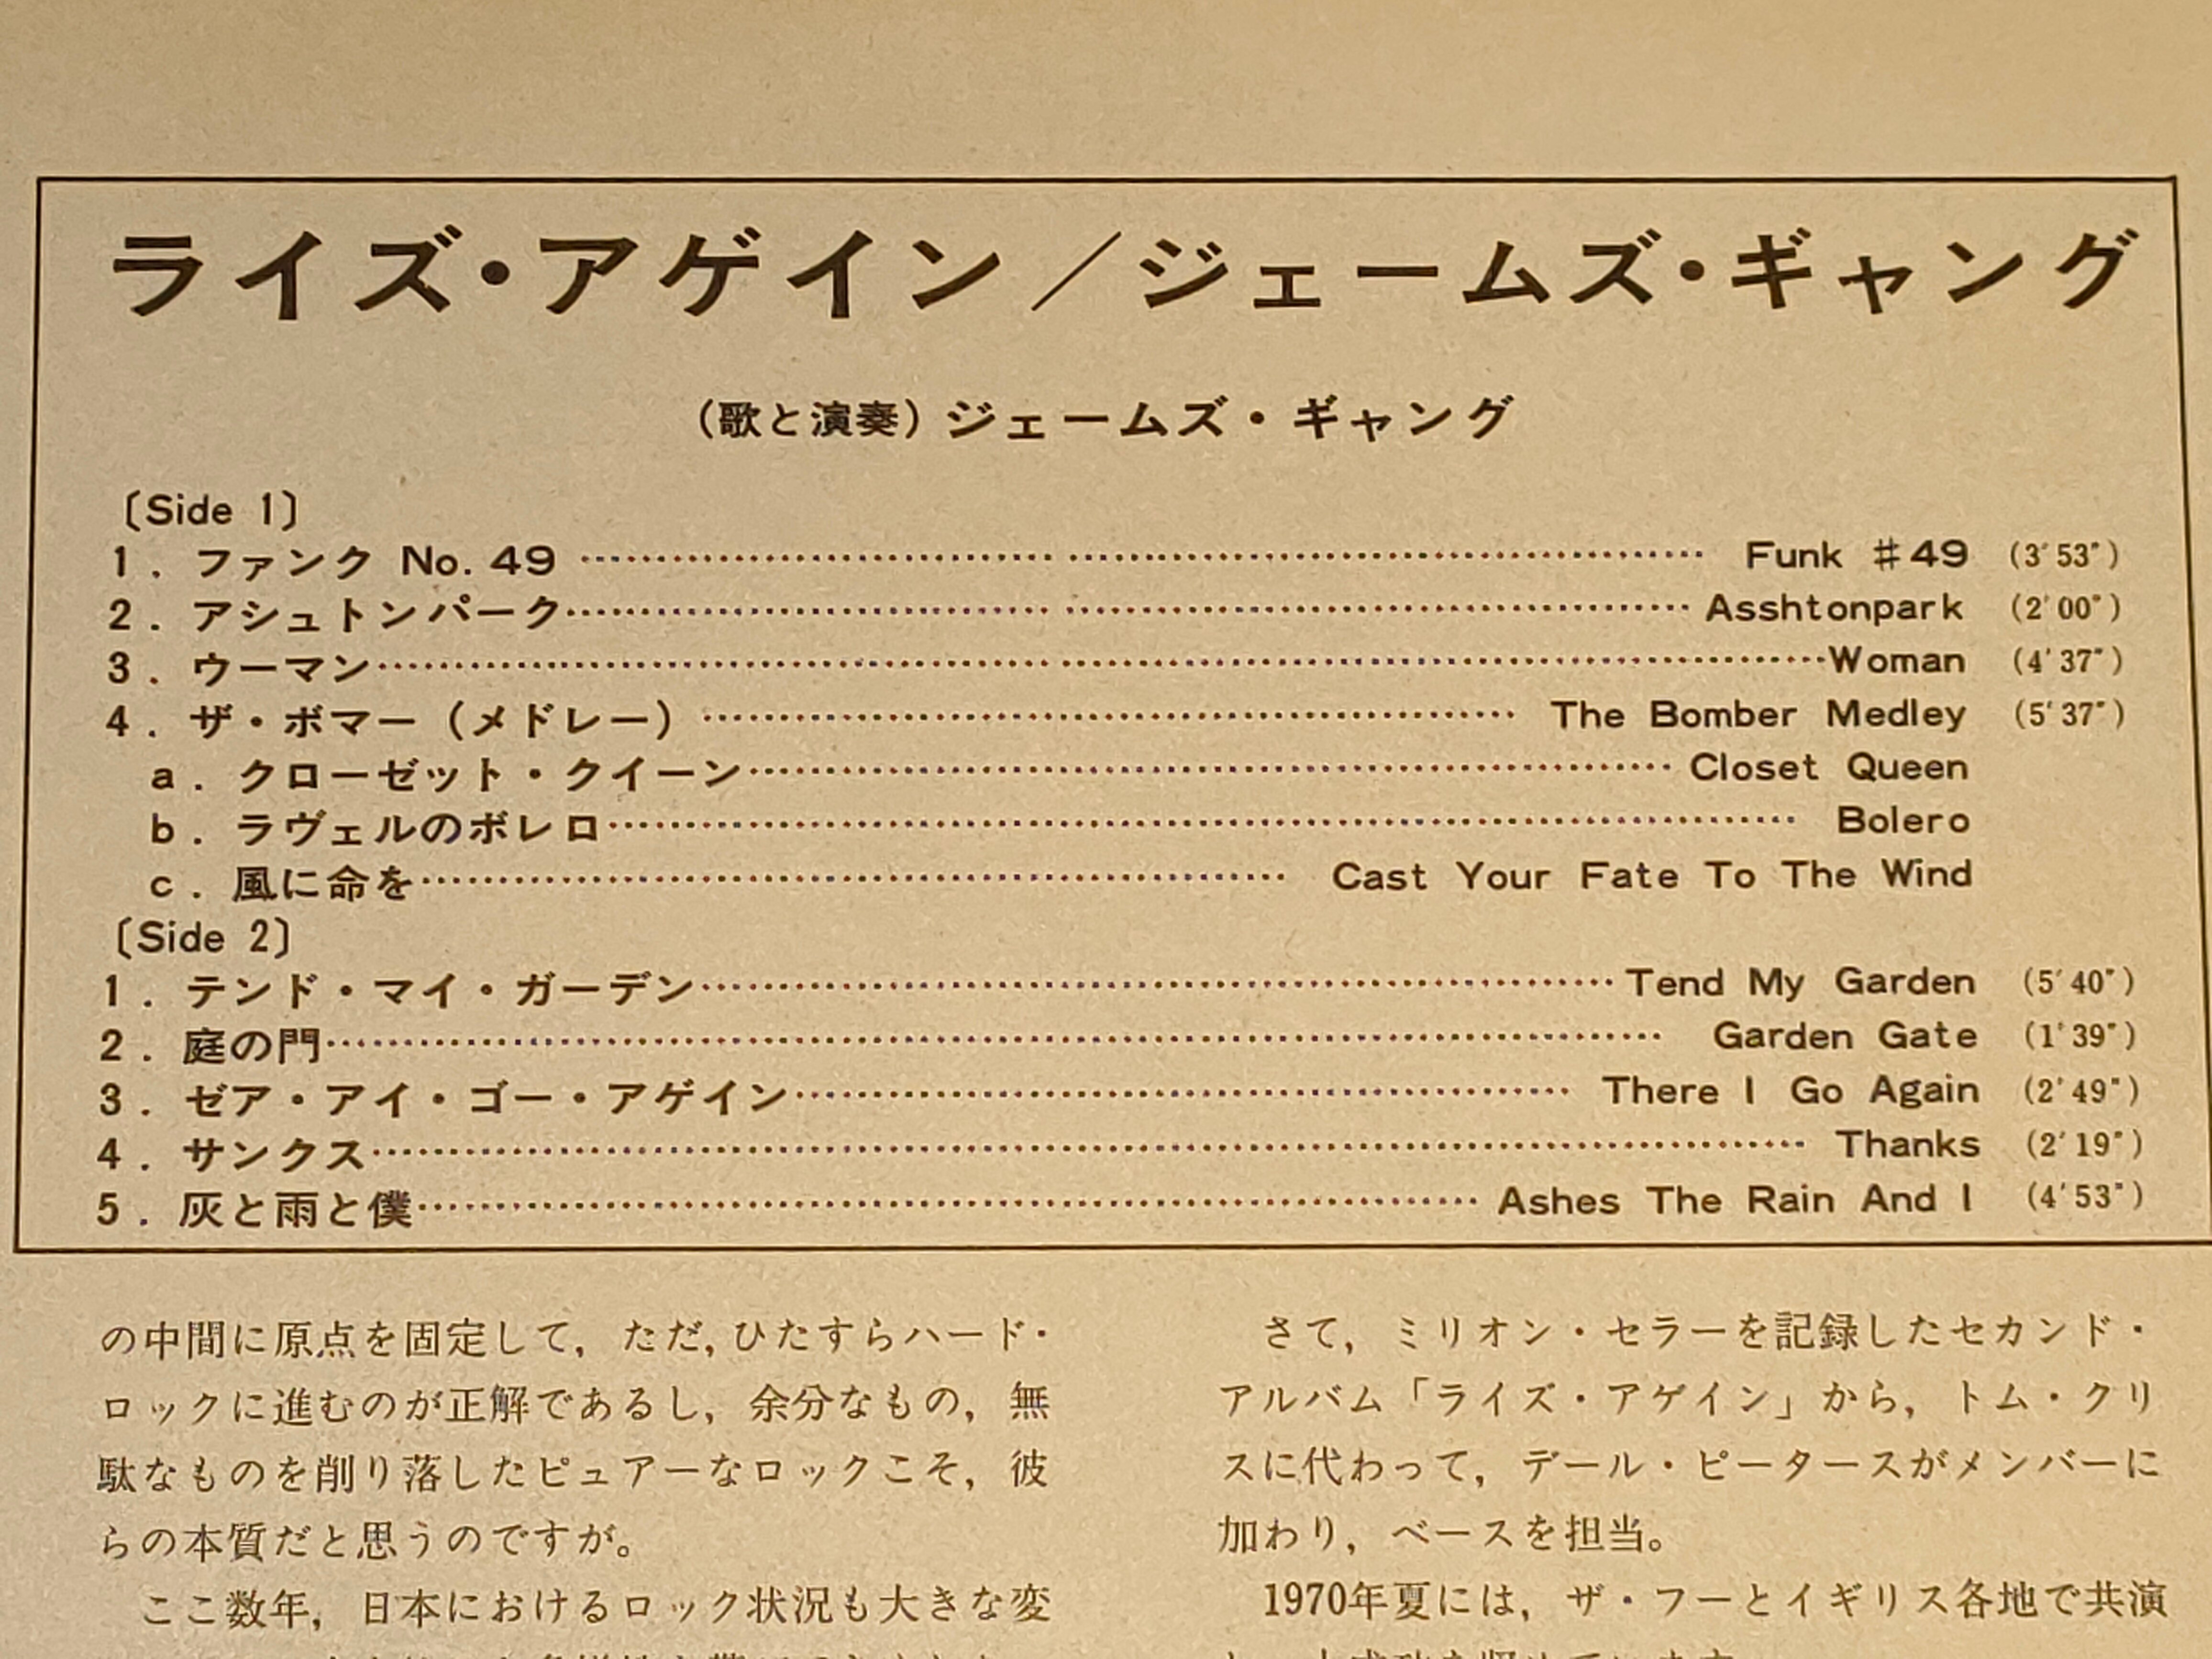 ライズ・アゲイン／ジェームズ・ギャング
（歌と演奏）ジェームズ・ギャング
〔Side 1〕
1．ファンク No. 49 …… Funk ♯49 (3′53″)
2．アシュトンパーク …… Asshtonpark (2′00″)
3．ウーマン …… Woman (4′37″)
4．ザ・ボマー（メドレー） …… The Bomber Medley (5′37″)
a．クローゼット・クイーン …… Closet Queen
b．ラヴェルのボレロ …… Bolero
c．風に命を …… Cast Your Fate To The Wind
〔Side 2〕
1．テンド・マイ・ガーデン …… Tend My Garden (5′40″)
2．庭の門 …… Garden Gate (1′39″)
3．ゼア・アイ・ゴー・アゲイン …… There I Go Again (2′49″)
4．サンクス …… Thanks (2′19″)
5．灰と雨と僕 …… Ashes The Rain And I (4′53″)
の中間に原点を固定して，ただ，ひたすらハード・
ロックに進むのが正解であるし，余分なもの，無
駄なものを削り落したピュアーなロックこそ，彼
らの本質だと思うのですが。
ここ数年，日本におけるロック状況も大きな変
さて，ミリオン・セラーを記録したセカンド・
アルバム「ライズ・アゲイン」から，トム・クリ
スに代わって，デール・ピータースがメンバーに
加わり，ベースを担当。
1970年夏には，ザ・フーとイギリス各地で共演